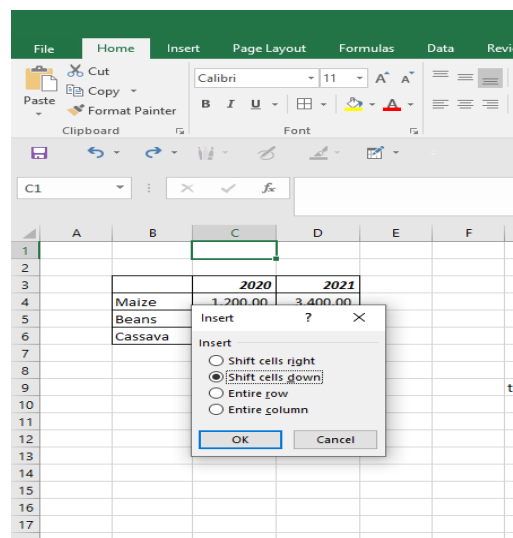 File Home Insert Page Layout Formulas Data Rev
Cut
Copy
Format Painter
Paste
Calibri 11 A A
B I U A
Clipboard Font
C1 fx
A B C D E F
1
2
3 2020 2021
4 Maize 1,200.00 3,400.00
5 Beans
6 Cassava
7
8
9 t
10
11
12
13
14
15
16
17
Insert ? ×
Insert
Shift cells right
Shift cells down
Entire row
Entire column
OK Cancel